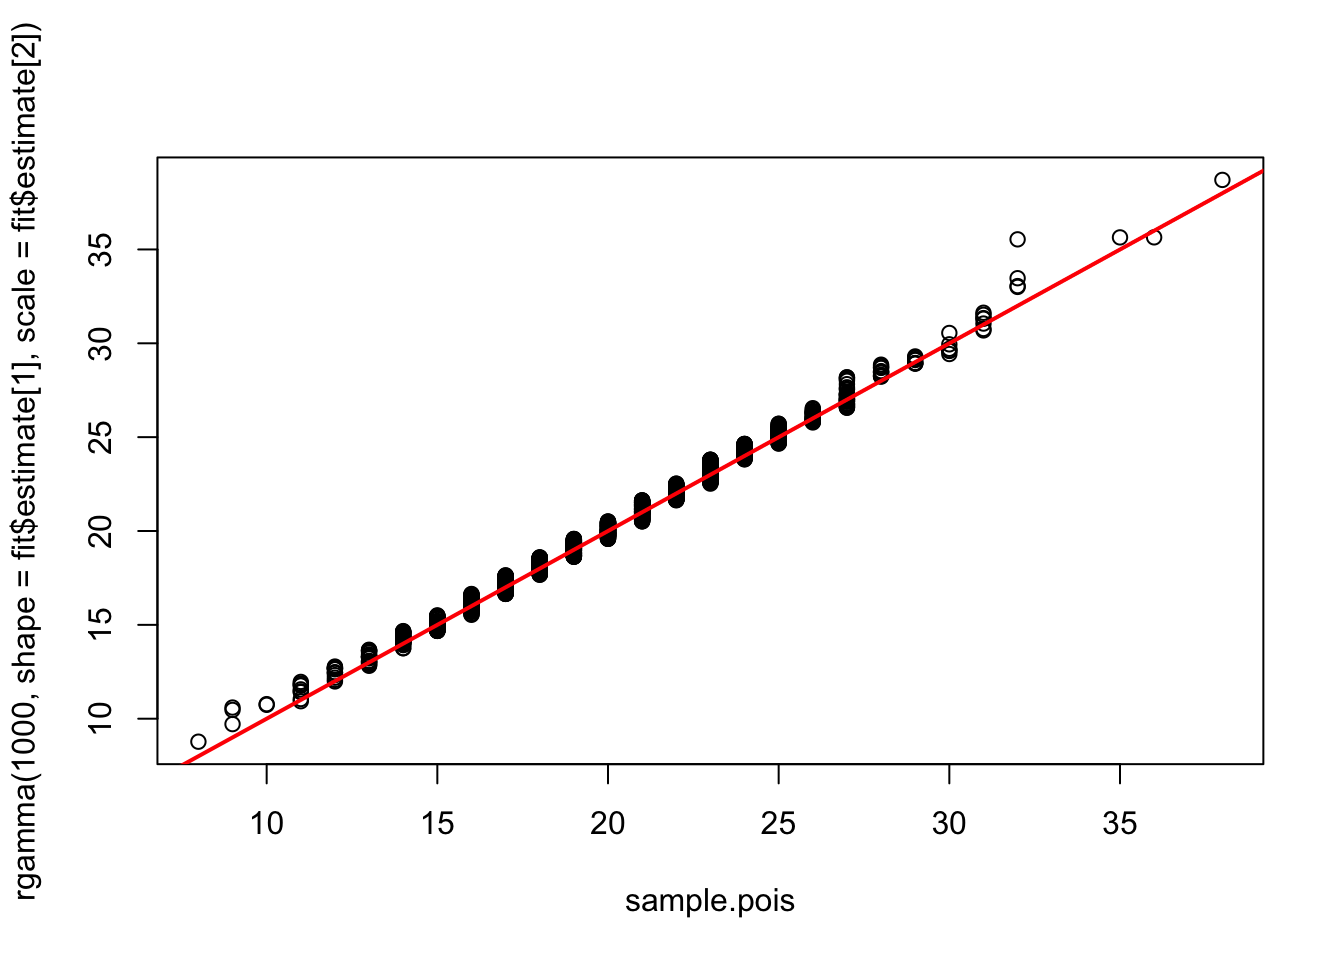 rgamma(1000, shape = fit$estimate[1], scale = fit$estimate[2])
35
30
25
20
15
10
10 15 20 25 30 35
sample.pois